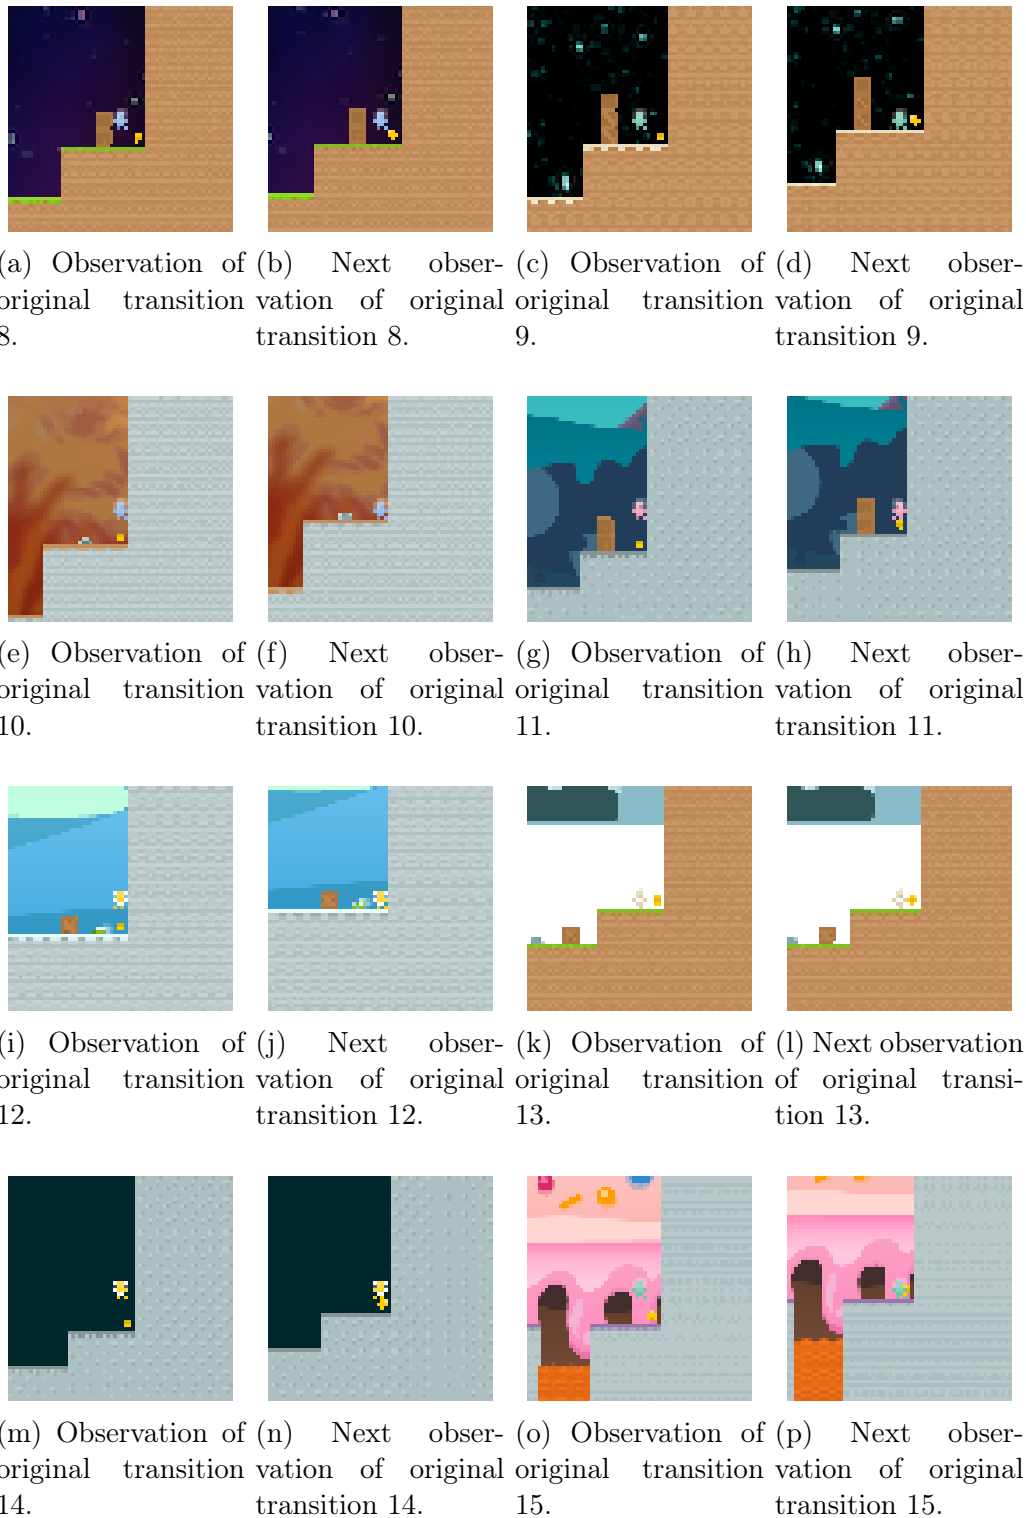 (a) Observation of original transition 8.
(b) Next obser-
vation of original
transition 8.
(c) Observation of
original transition
9.
(d) Next obser-
vation of original
transition 9.
(e) Observation of
original transition
10.
(f) Next obser-
vation of original
transition 10.
(g) Observation of
original transition
11.
(h) Next obser-
vation of original
transition 11.
(i) Observation of
original transition
12.
(j) Next obser-
vation of original
transition 12.
(k) Observation of
original transition
13.
(l) Next observation
of original transi-
tion 13.
(m) Observation of
original transition
14.
(n) Next obser-
vation of original
transition 14.
(o) Observation of
original transition
15.
(p) Next obser-
vation of original
transition 15.